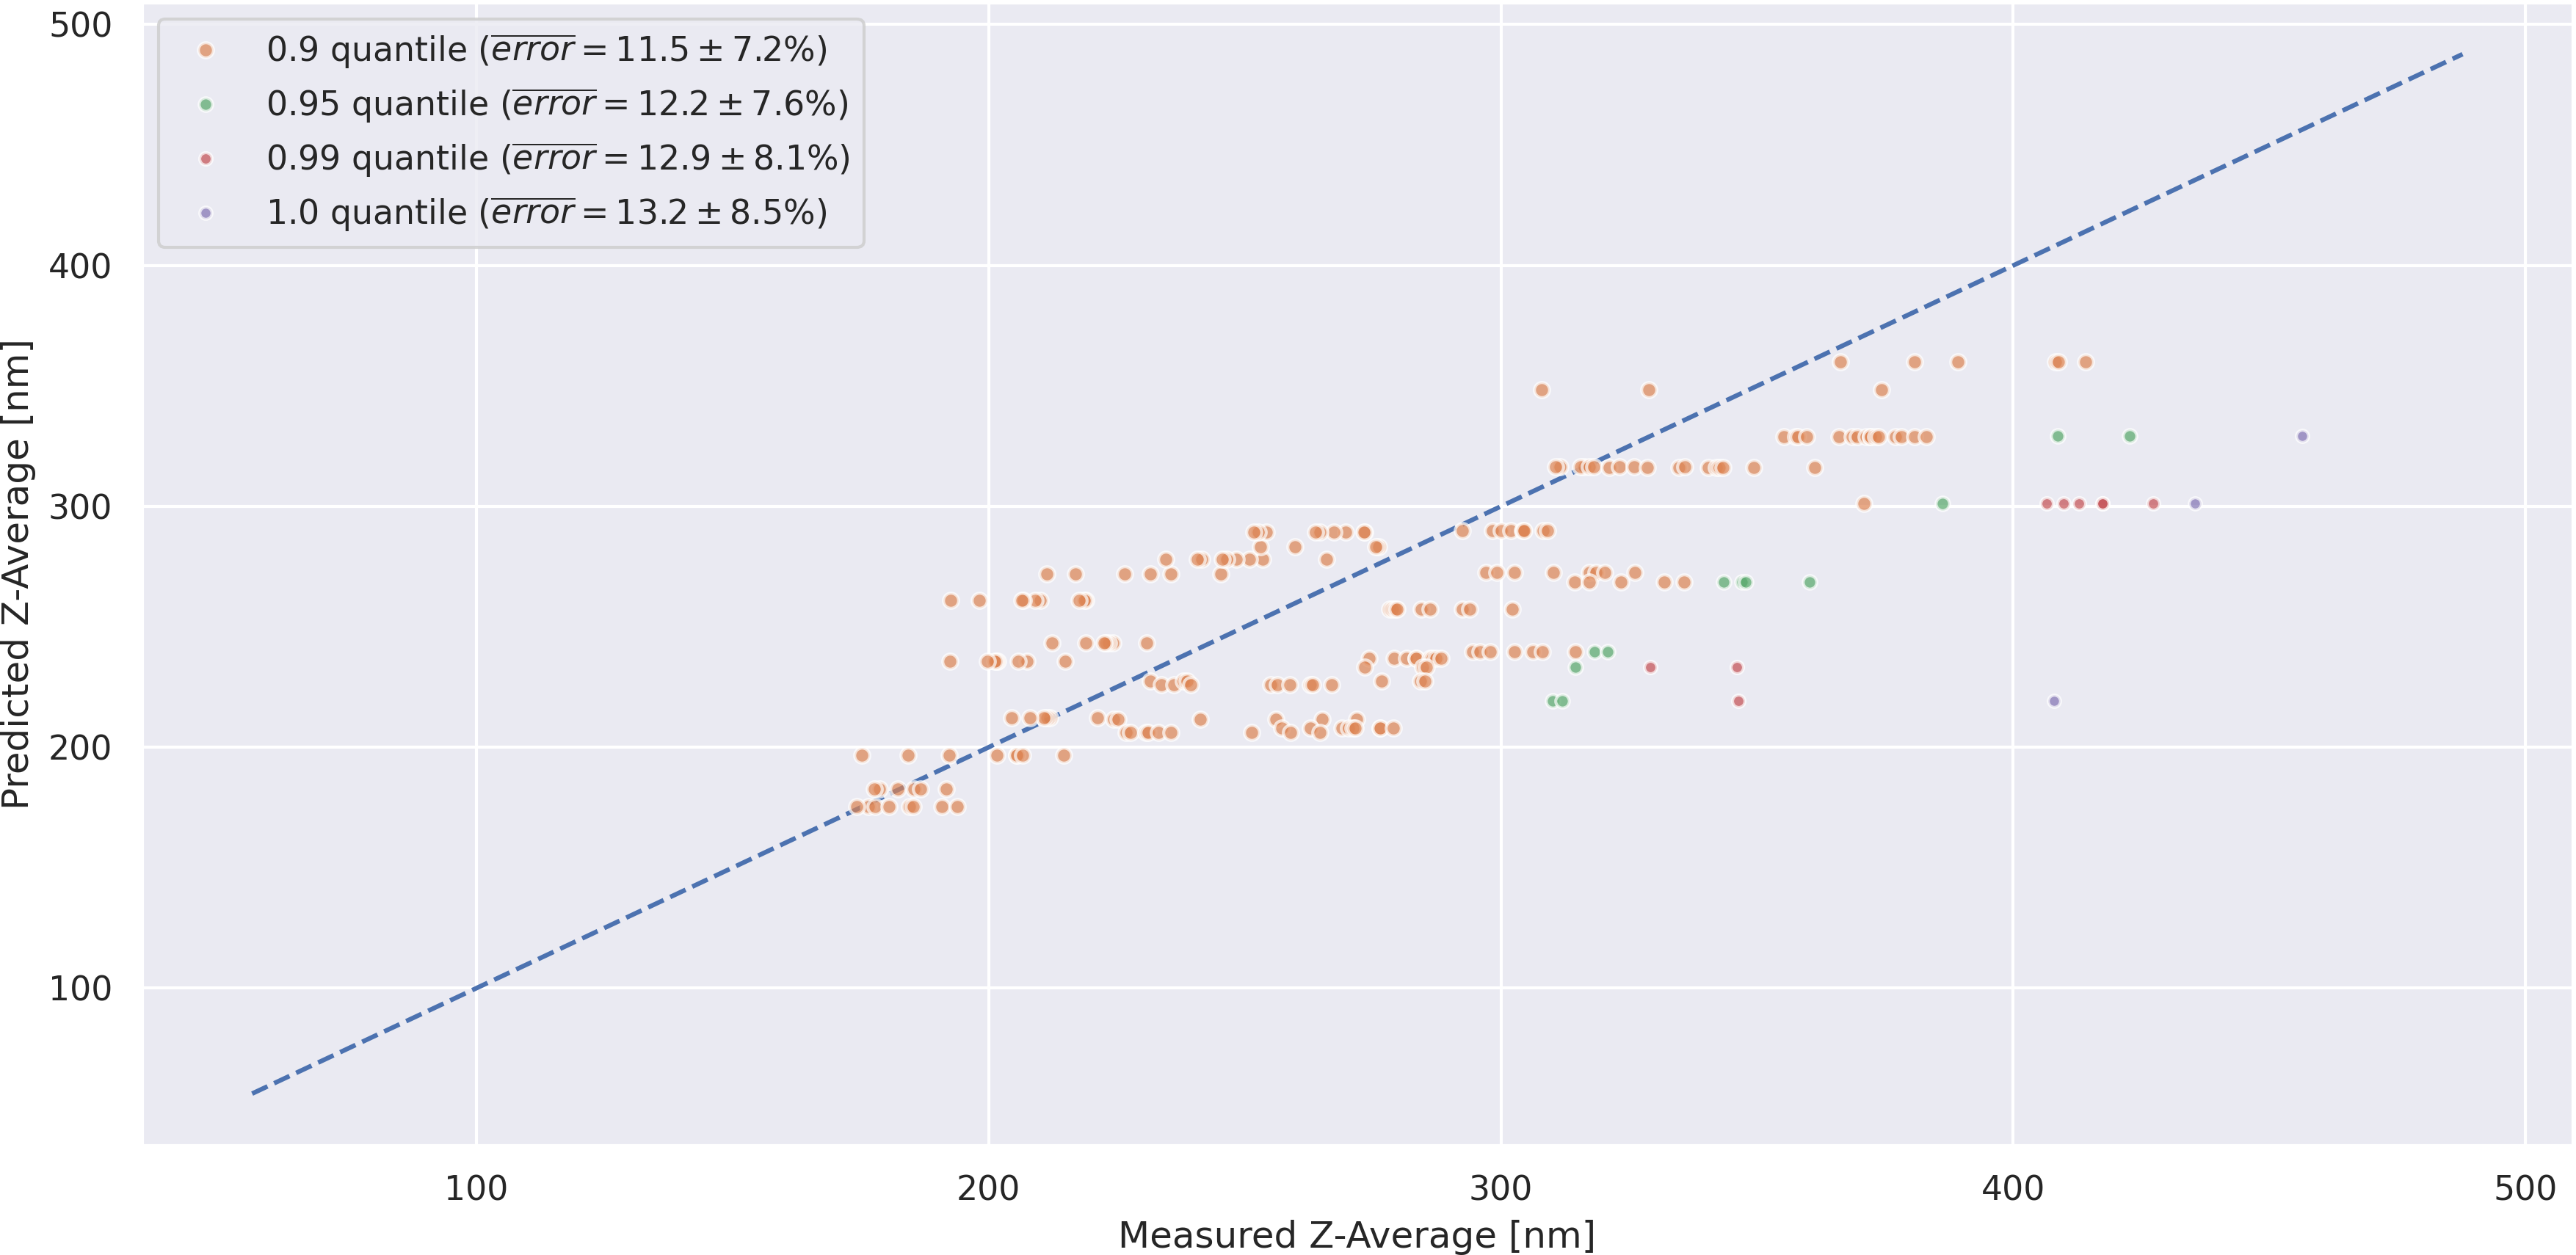 500
400
300
200
100
Predicted Z-Average [nm]
0.9 quantile (error = 11.5 ± 7.2%)
0.95 quantile (error = 12.2 ± 7.6%)
0.99 quantile (error = 12.9 ± 8.1%)
1.0 quantile (error = 13.2 ± 8.5%)
100 200 300 400 500
Measured Z-Average [nm]